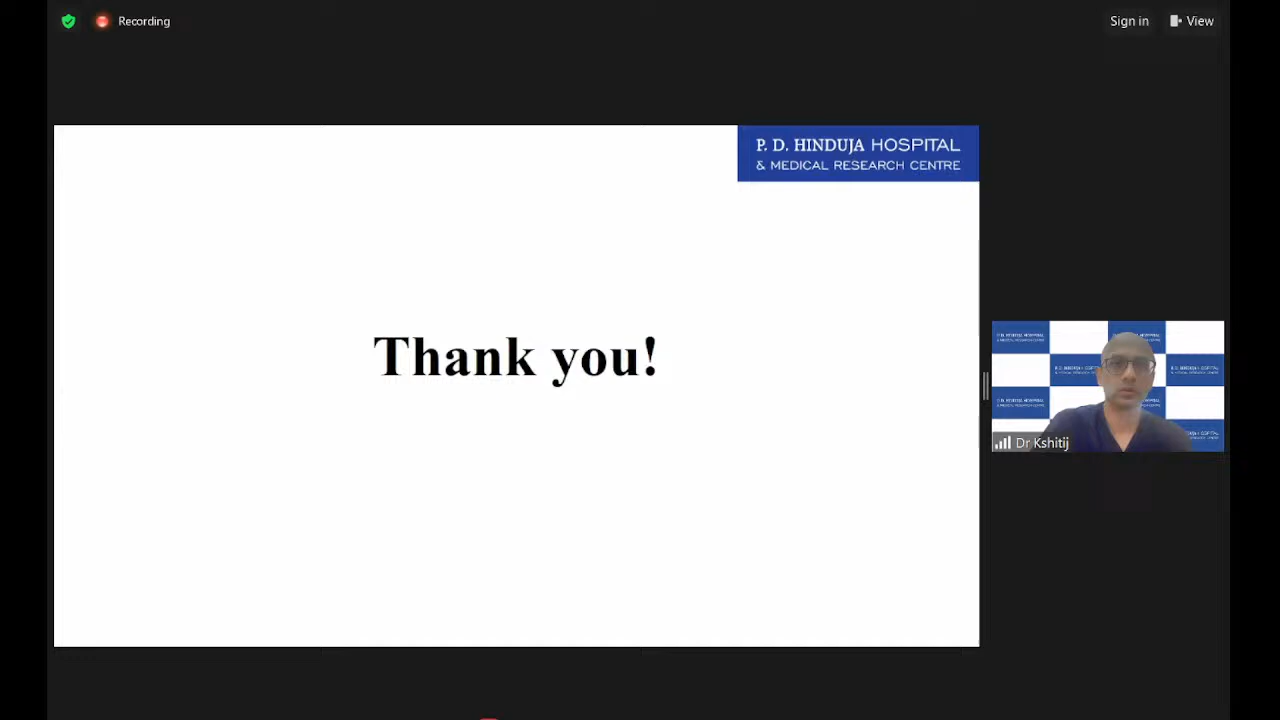 Recording
Sign in
View
P. D. HINDUJA HOSPITAL
& MEDICAL RESEARCH CENTRE
Thank you!
Dr Kshitij